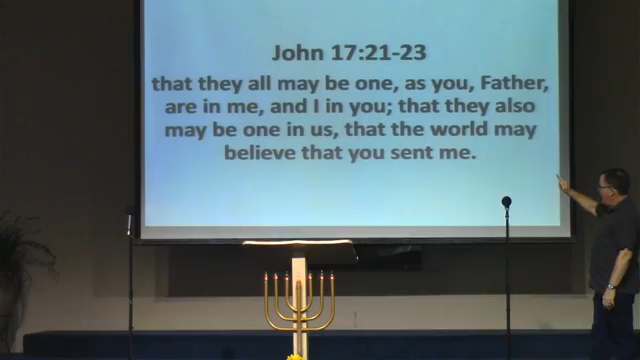 John 17:21-23
that they all may be one, as you, Father,
are in me, and I in you; that they also
may be one in us, that the world may
believe that you sent me.